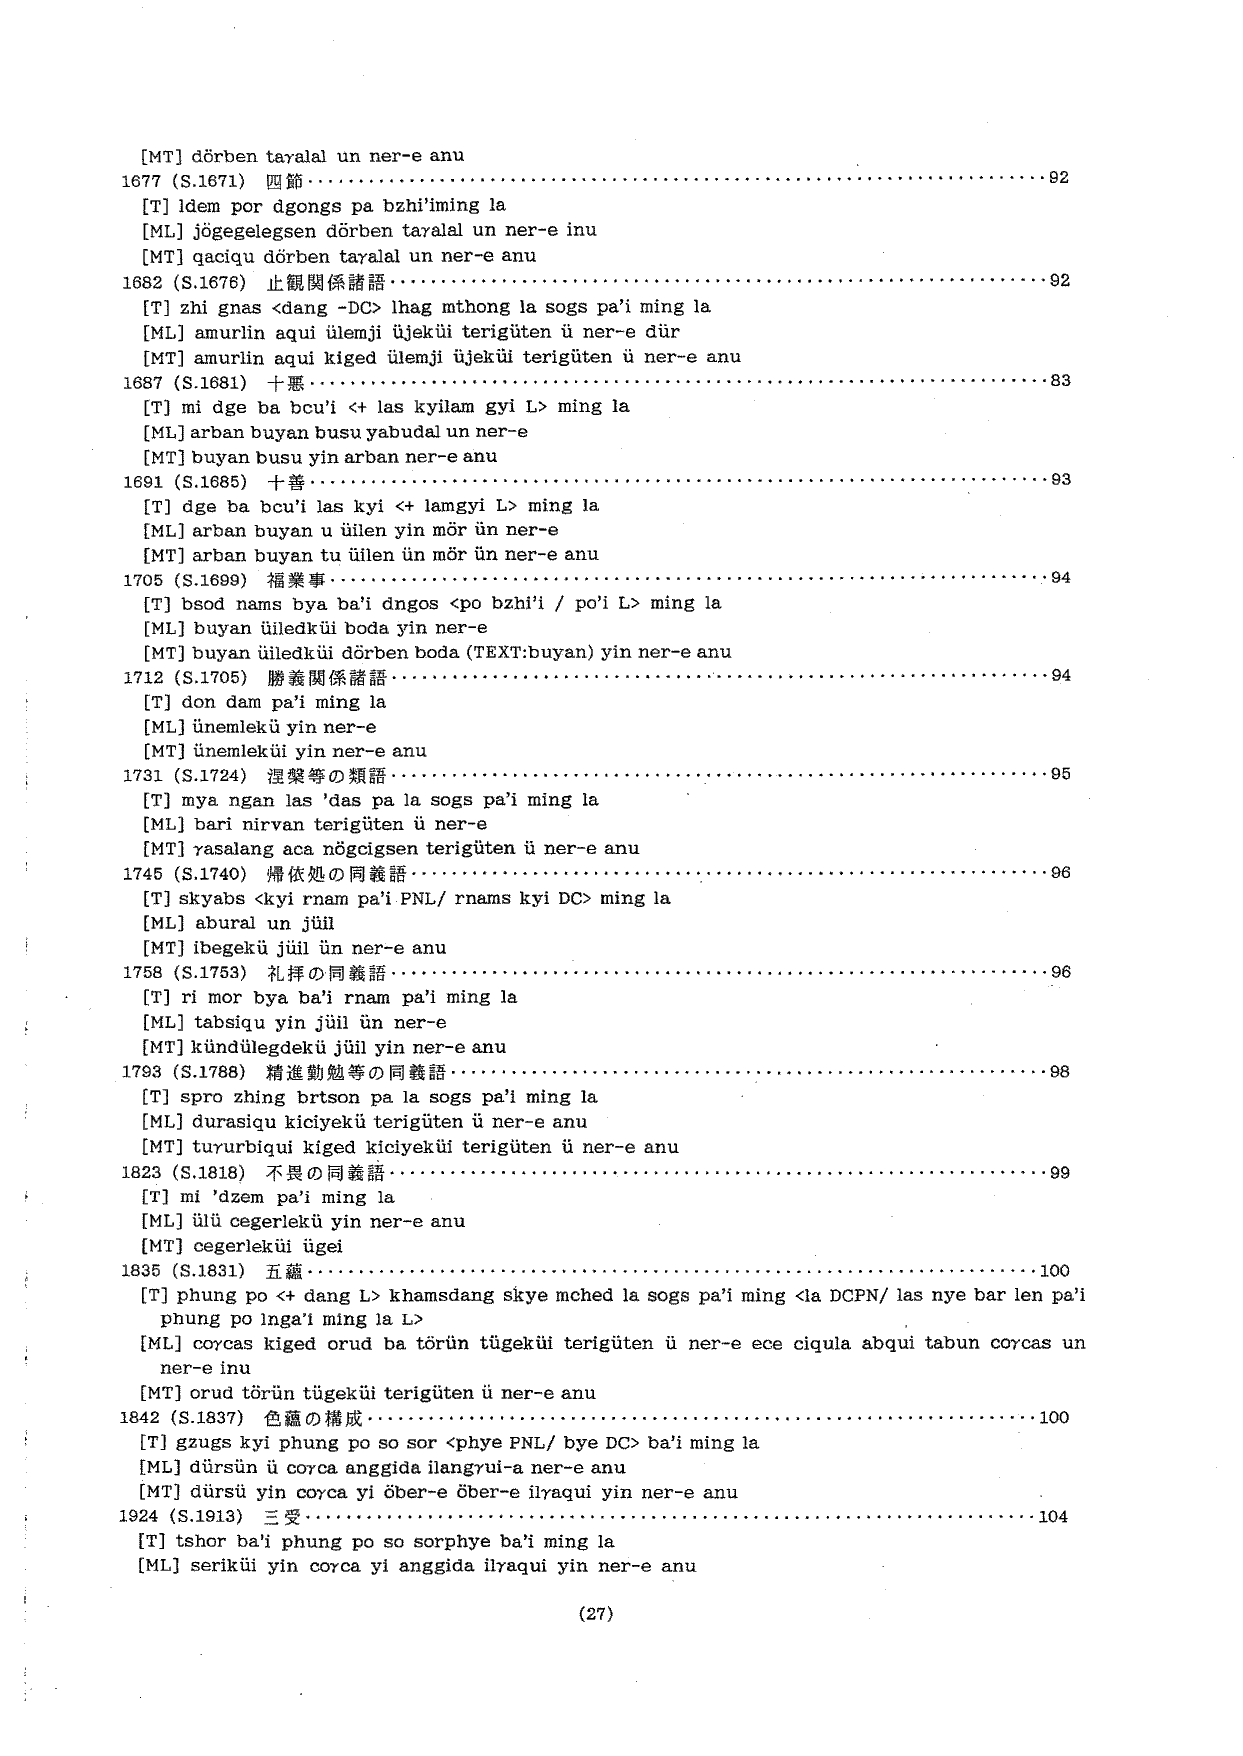 [MT] dörben taγalal un ner-e anu
1677 (S.1671) 四節··········92
[T] ldem por dgongs pa bzhi'iming la
[ML] jögegelegsen dörben taγalal un ner-e inu
[MT] qaciqu dörben taγalal un ner-e anu
1682 (S.1676) 止観関係諸語··········92
[T] zhi gnas <dang -DC> lhag mthong la sogs pa'i ming la
[ML] amurlin aqui ülemji üjeküi terigüten ü ner-e dür
[MT] amurlin aqui kiged ülemji üjeküi terigüten ü ner-e anu
1687 (S.1681) 十悪··········83
[T] mi dge ba bcu'i <+ las kyilam gyi L> ming la
[ML] arban buyan busu yabudal un ner-e
[MT] buyan busu yin arban ner-e anu
1691 (S.1685) 十善··········93
[T] dge ba bcu'i las kyi <+ lamgyi L> ming la
[ML] arban buyan u üilen yin mör ün ner-e
[MT] arban buyan tu üilen ün mör ün ner-e anu
1705 (S.1699) 福業事··········94
[T] bsod nams bya ba'i dngos <po bzhi'i / po'i L> ming la
[ML] buyan üiledküi boda yin ner-e
[MT] buyan üiledküi dörben boda (TEXT:buyan) yin ner-e anu
1712 (S.1705) 勝義関係諸語··········94
[T] don dam pa'i ming la
[ML] ünemlekü yin ner-e
[MT] ünemleküi yin ner-e anu
1731 (S.1724) 涅槃等の類語··········95
[T] mya ngan las 'das pa la sogs pa'i ming la
[ML] bari nirvan terigüten ü ner-e
[MT] γasalang aca nögcigsen terigüten ü ner-e anu
1745 (S.1740) 帰依処の同義語··········96
[T] skyabs <kyi rnam pa'i PNL/ rnams kyi DC> ming la
[ML] abural un jüil
[MT] ibegekü jüil ün ner-e anu
1758 (S.1753) 礼拝の同義語··········96
[T] ri mor bya ba'i rnam pa'i ming la
[ML] tabsiqu yin jüil ün ner-e
[MT] kündülegdekü jüil yin ner-e anu
1793 (S.1788) 精進勤勉等の同義語··········98
[T] spro zhing brtson pa la sogs pa'i ming la
[ML] durasiqu kiciyekü terigüten ü ner-e anu
[MT] tuγurbiqui kiged kiciyeküi terigüten ü ner-e anu
1823 (S.1818) 不畏の同義語··········99
[T] mi 'dzem pa'i ming la
[ML] ülü cegerlekü yin ner-e anu
[MT] cegerleküi ügei
1835 (S.1831) 五蘊··········100
[T] phung po <+ dang L> khamsdang skye mched la sogs pa'i ming <la DCPN/ las nye bar len pa'i
phung po lnga'i ming la L>
[ML] coγcas kiged orud ba törün tügeküi terigüten ü ner-e ece ciqula abqui tabun coγcas un
ner-e inu
[MT] orud törün tügeküi terigüten ü ner-e anu
1842 (S.1837) 色蘊の構成··········100
[T] gzugs kyi phung po so sor <phye PNL/ bye DC> ba'i ming la
[ML] dürsün ü coγca anggida ilangγui-a ner-e anu
[MT] dürsü yin coγca yi öber-e öber-e ilγaqui yin ner-e anu
1924 (S.1913) 三受··········104
[T] tshor ba'i phung po so sorphye ba'i ming la
[ML] seriküi yin coγca yi anggida ilγaqui yin ner-e anu
(27)